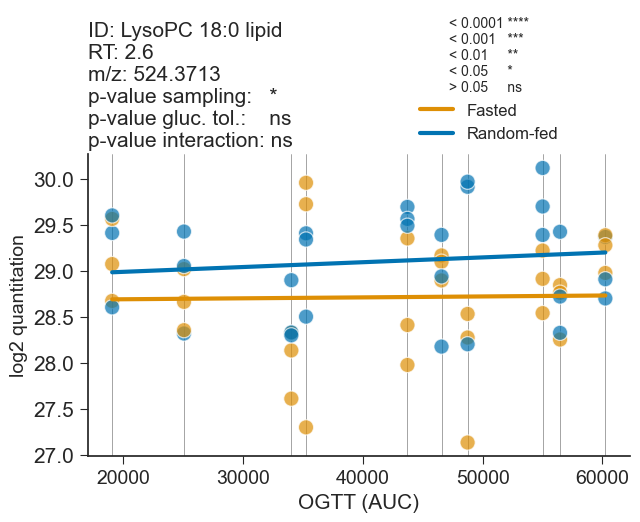 ID: LysoPC 18:0 lipid
RT: 2.6
m/z: 524.3713
p-value sampling: *
p-value gluc. tol.: ns
p-value interaction: ns
< 0.0001 ****
< 0.001 ***
< 0.01 **
< 0.05 *
> 0.05 ns
Fasted
Random-fed
log2 quantitation
30.0
29.5
29.0
28.5
28.0
27.5
27.0
20000 30000 40000 50000 60000
OGTT (AUC)